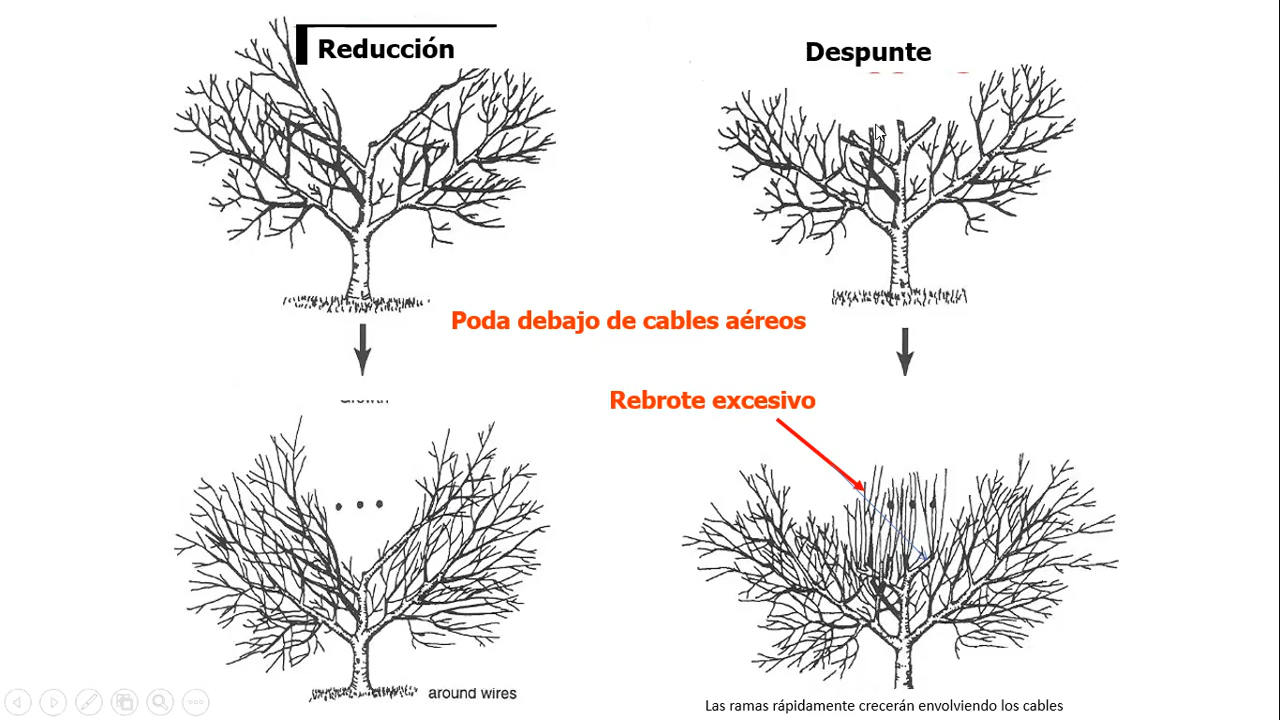 Reducción
Despunte
Poda debajo de cables aéreos
Rebrote excesivo
around wires
Las ramas rápidamente crecerán envolviendo los cables